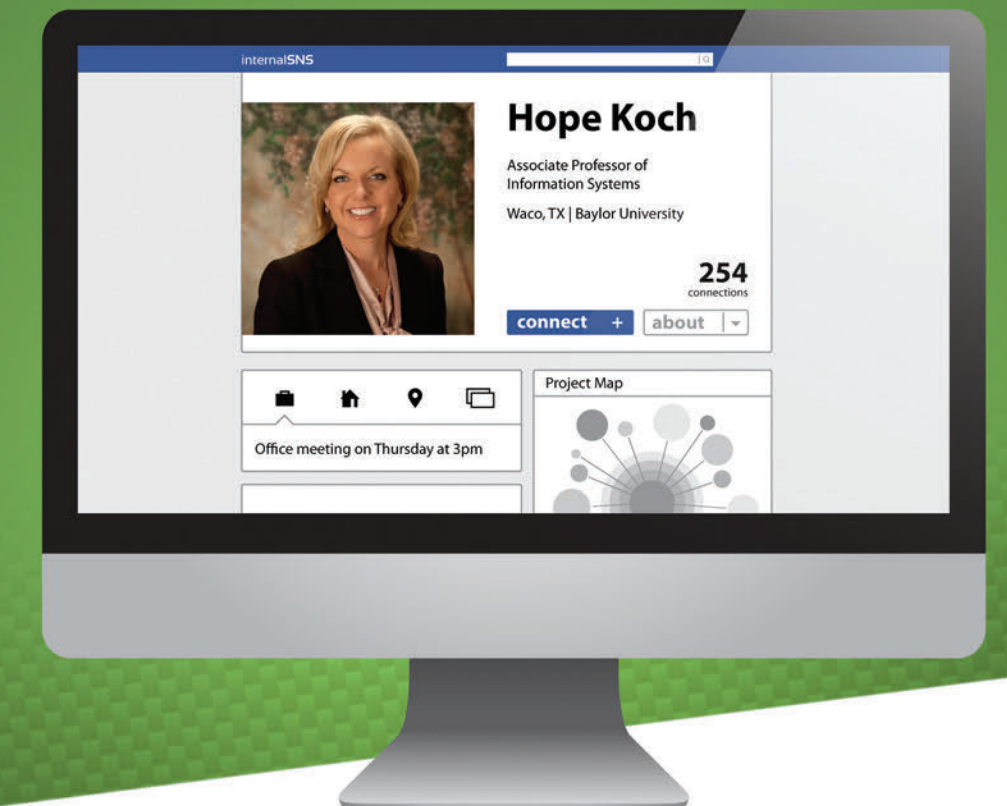 internalSNS
Hope Koch
Associate Professor of
Information Systems
Waco, TX | Baylor University
254
connections
connect +
about
Project Map
Office meeting on Thursday at 3pm